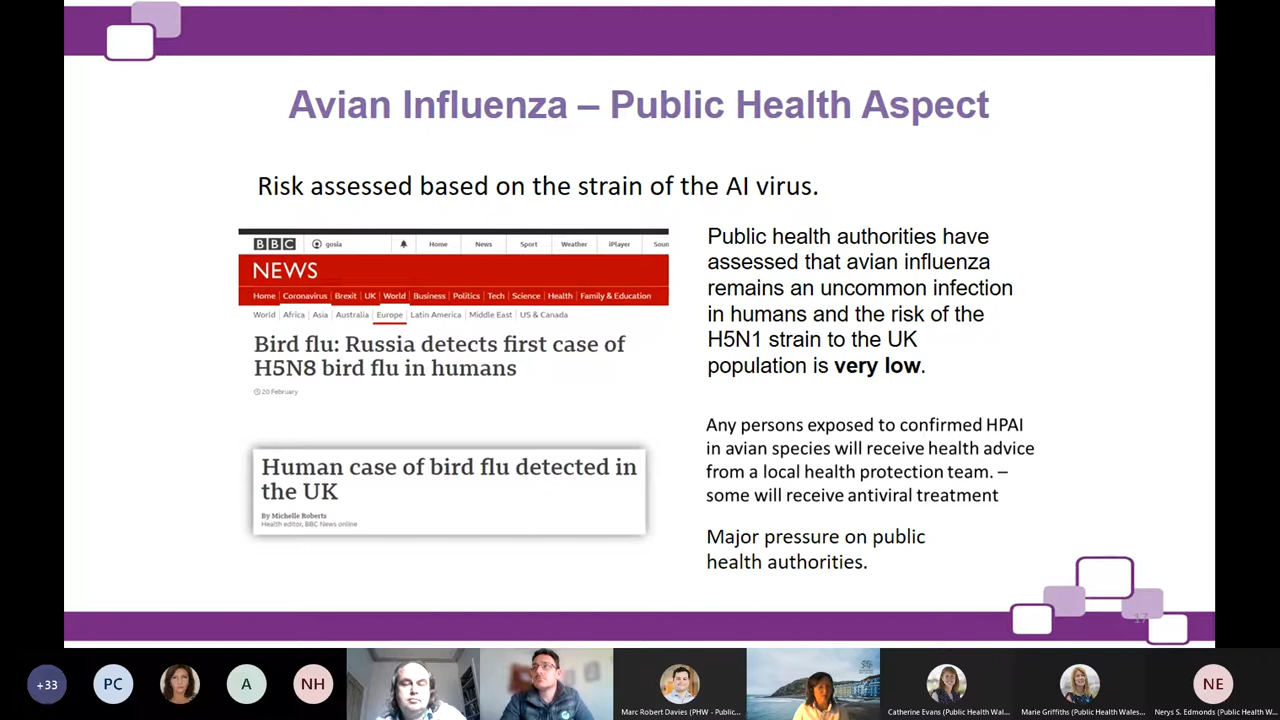 Avian Influenza – Public Health Aspect
Risk assessed based on the strain of the AI virus.
BBC
gosia
Home
News
Sport
Weather
iPlayer
Soun
NEWS
Home
Coronavirus
Brexit
UK
World
Business
Politics
Tech
Science
Health
Family & Education
World
Africa
Asia
Australia
Europe
Latin America
Middle East
US & Canada
Bird flu: Russia detects first case of
H5N8 bird flu in humans
20 February
Human case of bird flu detected in
the UK
By Michelle Roberts
Health editor, BBC News online
Public health authorities have
assessed that avian influenza
remains an uncommon infection
in humans and the risk of the
H5N1 strain to the UK
population is very low.
Any persons exposed to confirmed HPAI
in avian species will receive health advice
from a local health protection team. –
some will receive antiviral treatment
Major pressure on public
health authorities.
17
+33
PC
A
NH
Marc Robert Davies (PHW - Public...
Catherine Evans (Public Health Wal...
Marie Griffiths (Public Health Wales...
NE
Nerys S. Edmonds (Public Health W...